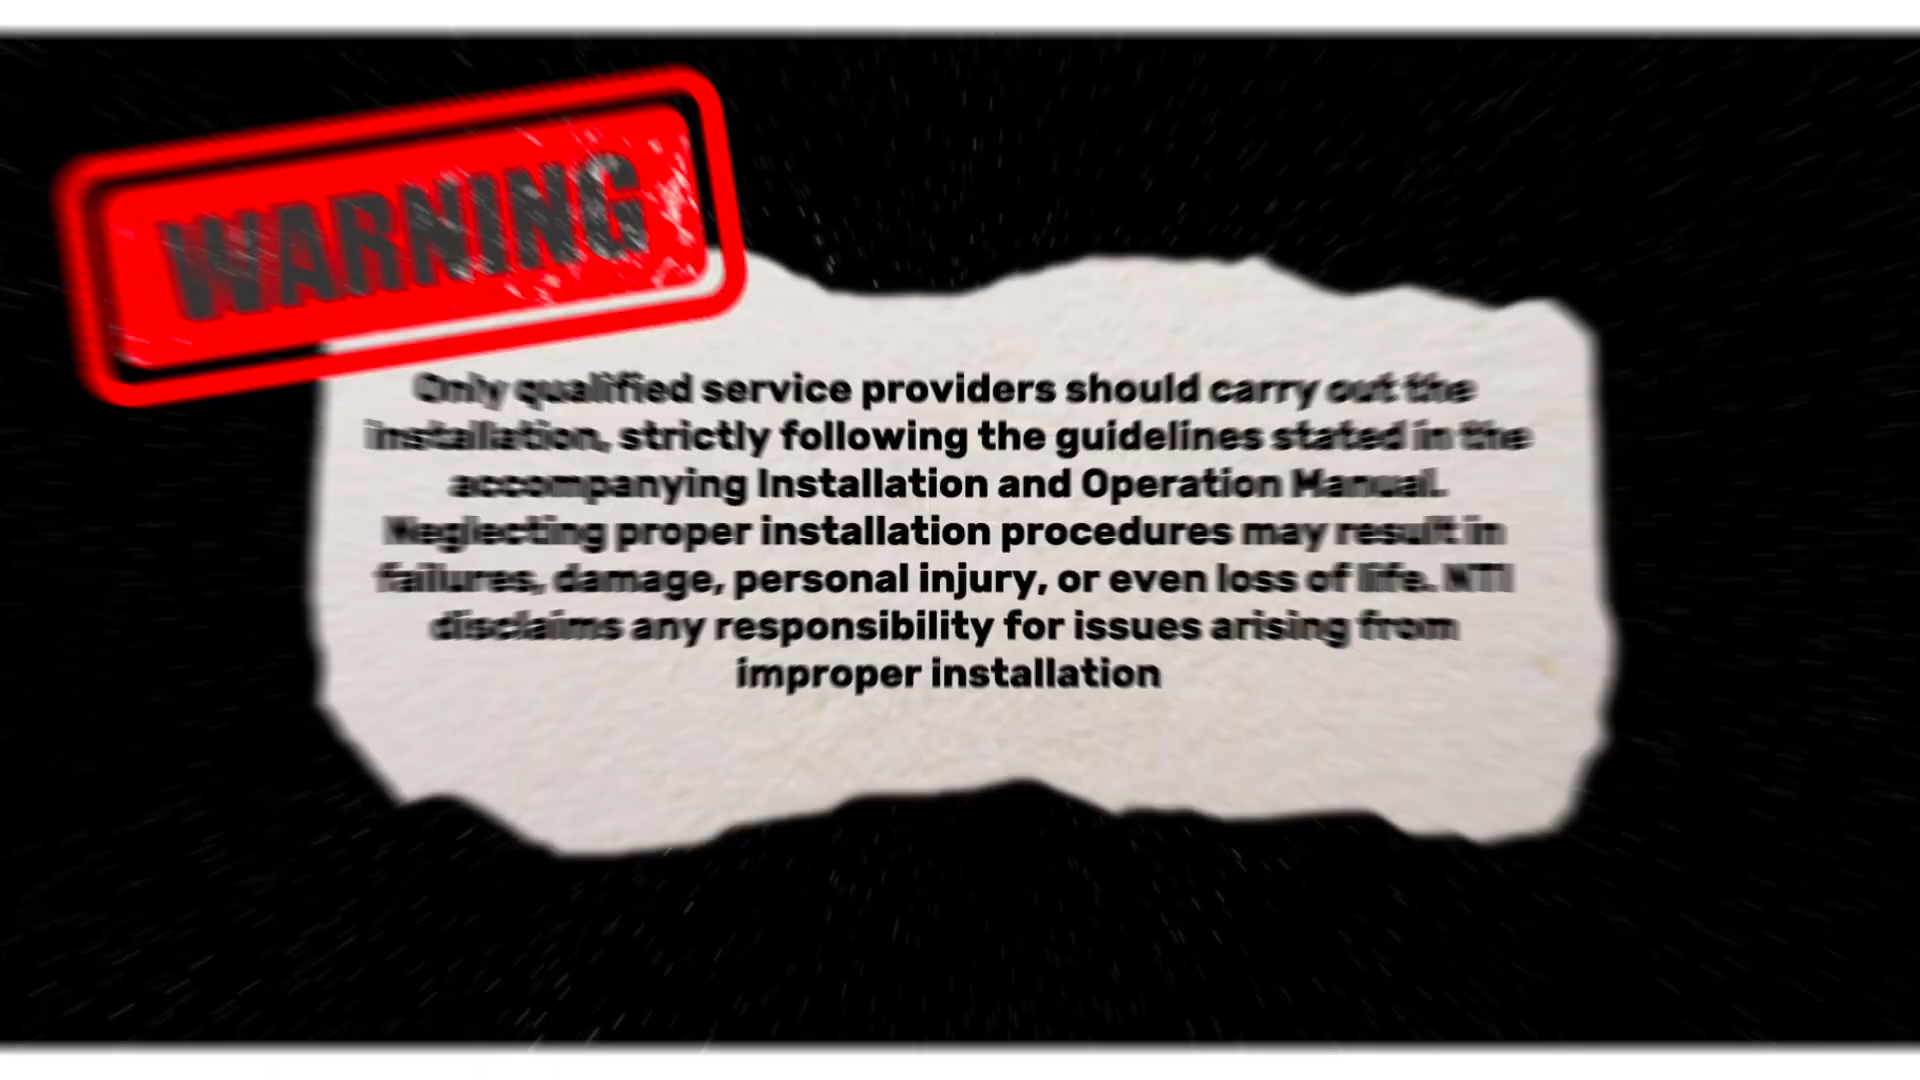 WARNING
Only qualified service providers should carry out the
installation, strictly following the guidelines stated in the
accompanying Installation and Operation Manual.
Neglecting proper installation procedures may result in
failures, damage, personal injury, or even loss of life. NTI
disclaims any responsibility for issues arising from
improper installation